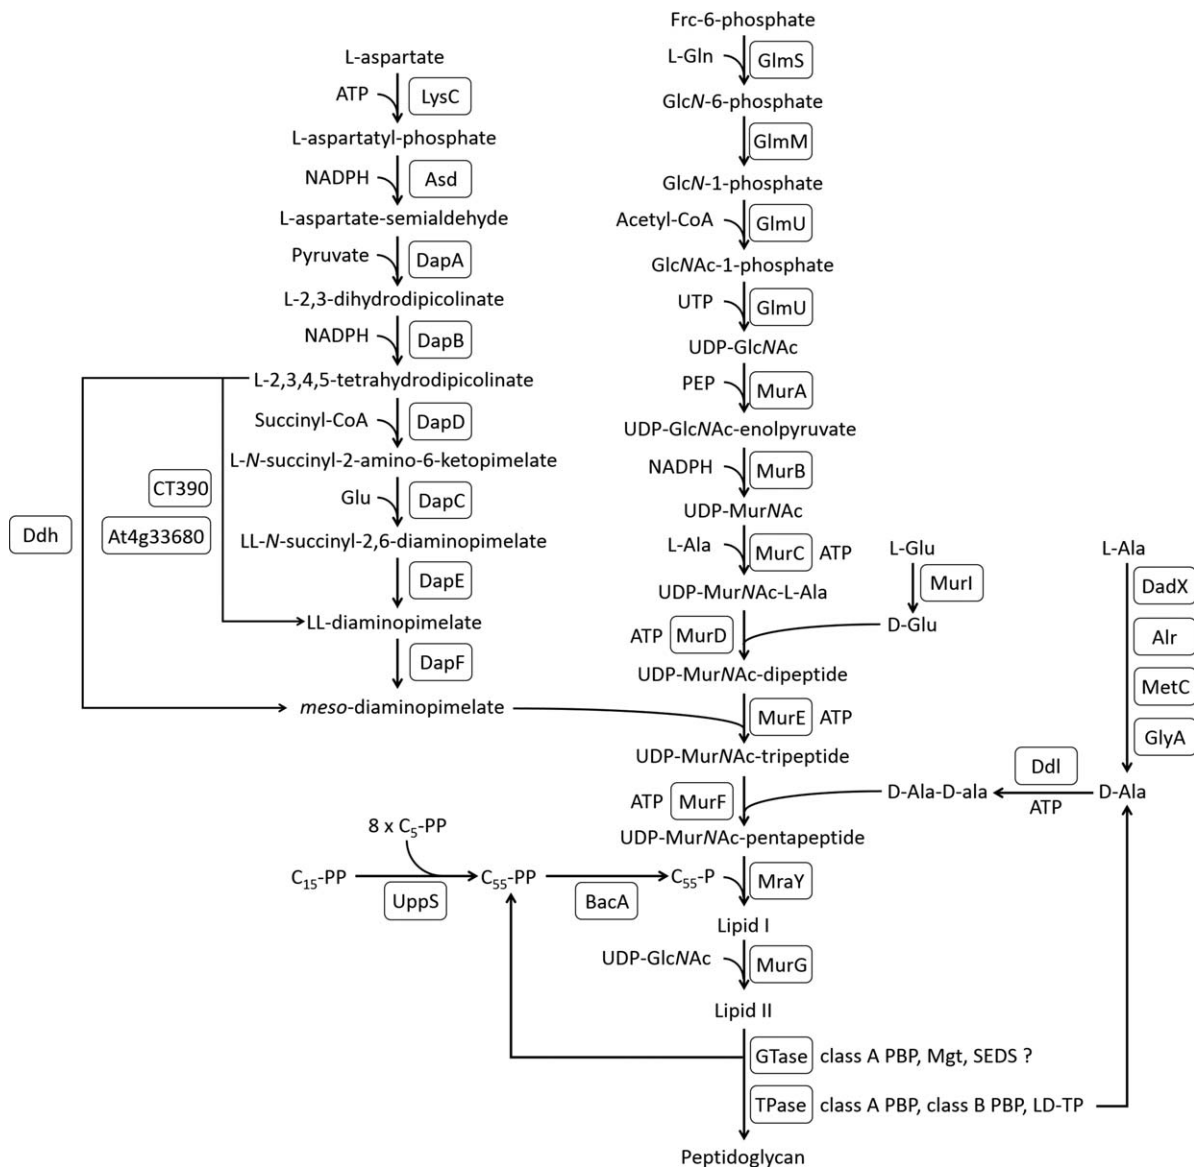 Frc-6-phosphate
L-Gln GlmS
GlcN-6-phosphate
GlmM
GlcN-1-phosphate
Acetyl-CoA GlmU
GlcNAc-1-phosphate
UTP GlmU
UDP-GlcNAc
PEP MurA
UDP-GlcNAc-enolpyruvate
NADPH MurB
UDP-MurNAc
L-Ala MurC ATP
UDP-MurNAc-L-Ala
ATP MurD
UDP-MurNAc-dipeptide
MurE ATP
UDP-MurNAc-tripeptide
ATP MurF
UDP-MurNAc-pentapeptide
L-aspartate
ATP LysC
L-aspartatyl-phosphate
NADPH Asd
L-aspartate-semialdehyde
Pyruvate DapA
L-2,3-dihydrodipicolinate
NADPH DapB
L-2,3,4,5-tetrahydrodipicolinate
Succinyl-CoA DapD
L-N-succinyl-2-amino-6-ketopimelate
Glu DapC
LL-N-succinyl-2,6-diaminopimelate
DapE
LL-diaminopimelate
DapF
meso-diaminopimelate
Ddh
CT390
At4g33680
L-Glu
MurI
D-Glu
L-Ala
DadX
Alr
MetC
GlyA
D-Ala-D-ala Ddl D-Ala
ATP
8 x C5-PP
C15-PP C55-PP C55-P MraY
UppS BacA
Lipid I
UDP-GlcNAc MurG
Lipid II
GTase class A PBP, Mgt, SEDS ?
TPase class A PBP, class B PBP, LD-TP
Peptidoglycan